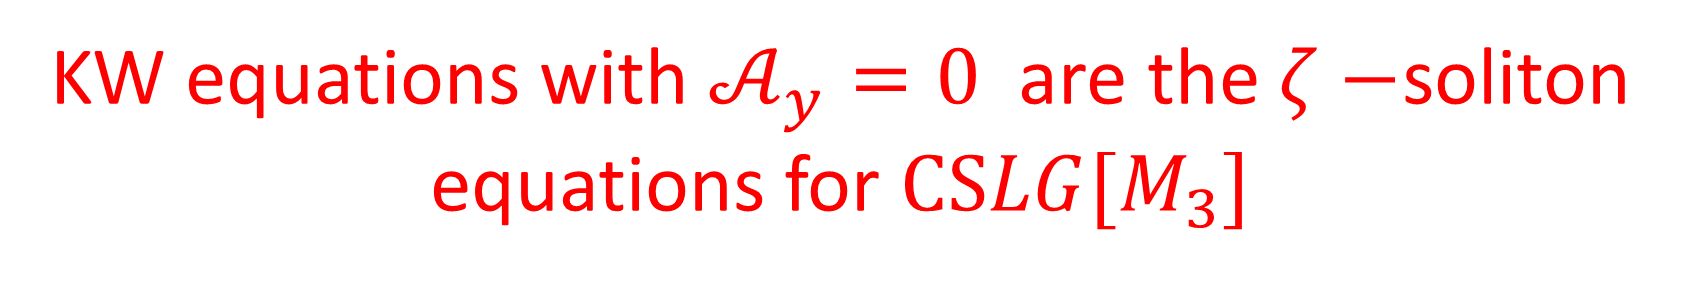 KW equations with 𝒜_y = 0 are the ζ −soliton
equations for CSLG[M₃]